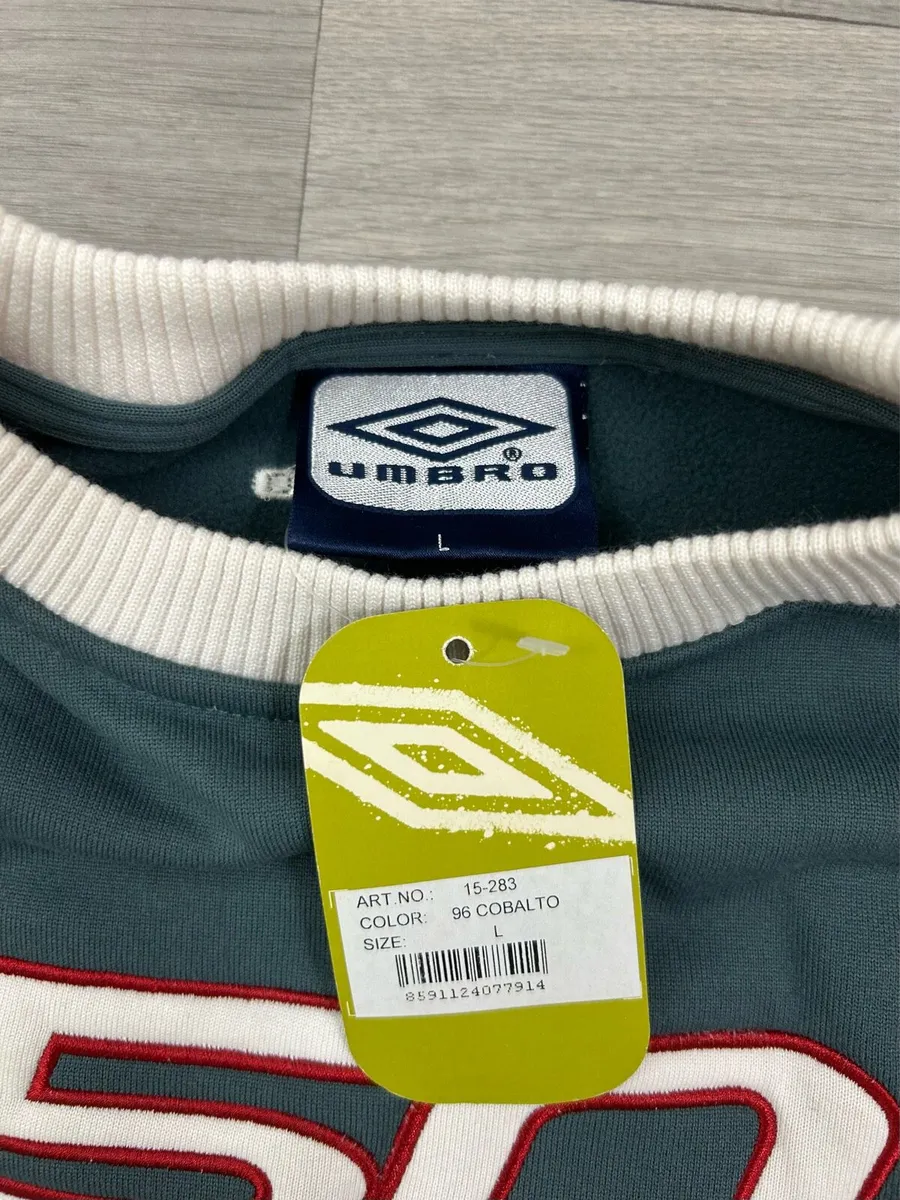 UMBRO®
L
ART.NO.: 15-283
COLOR: 96 COBALTO
SIZE: L
8591124077914